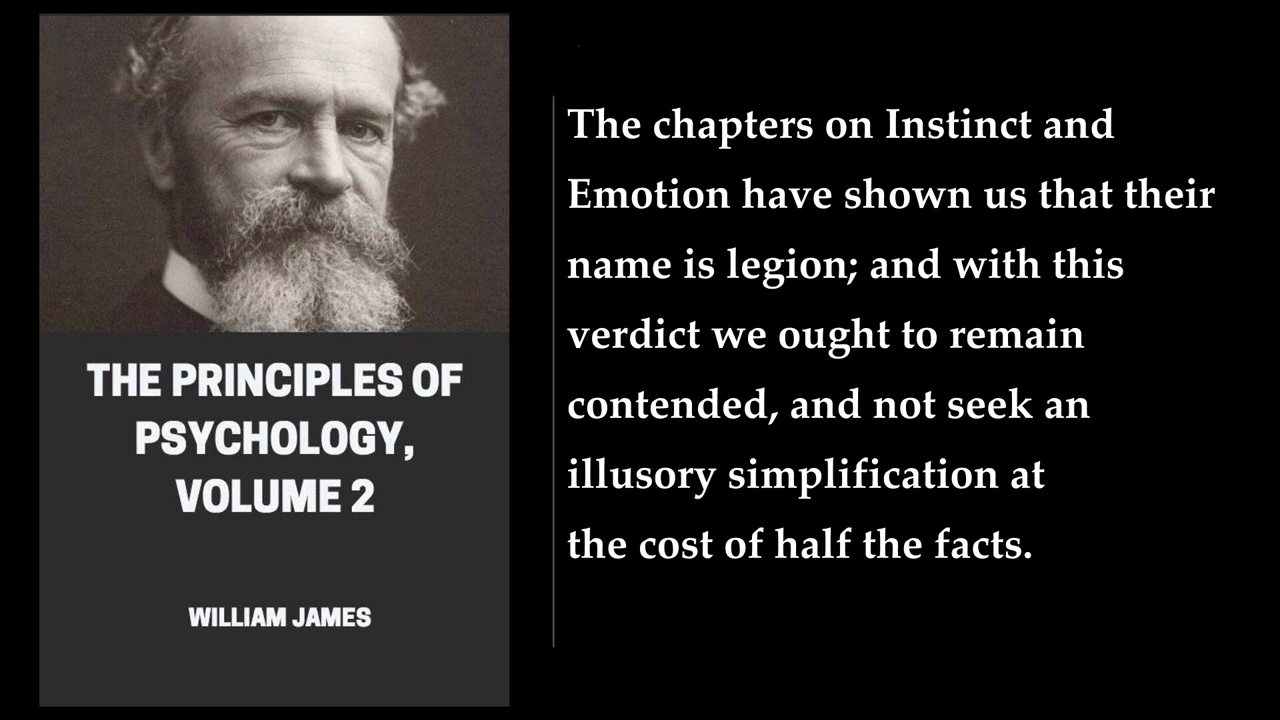 THE PRINCIPLES OF
PSYCHOLOGY,
VOLUME 2
WILLIAM JAMES
The chapters on Instinct and
Emotion have shown us that their
name is legion; and with this
verdict we ought to remain
contended, and not seek an
illusory simplification at
the cost of half the facts.